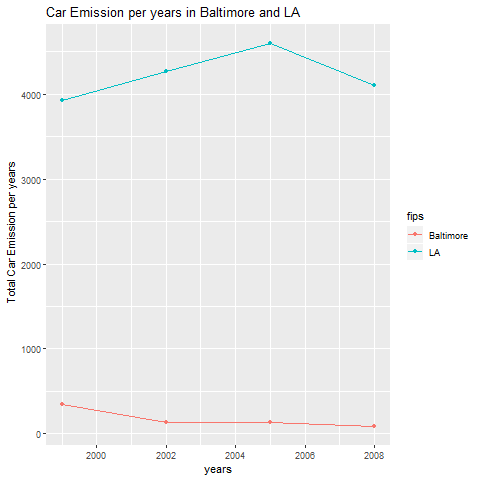 Car Emission per years in Baltimore and LA
Total Car Emission per years
4000
3000
2000
1000
0
2000 2002 2004 2006 2008
years
fips
Baltimore
LA